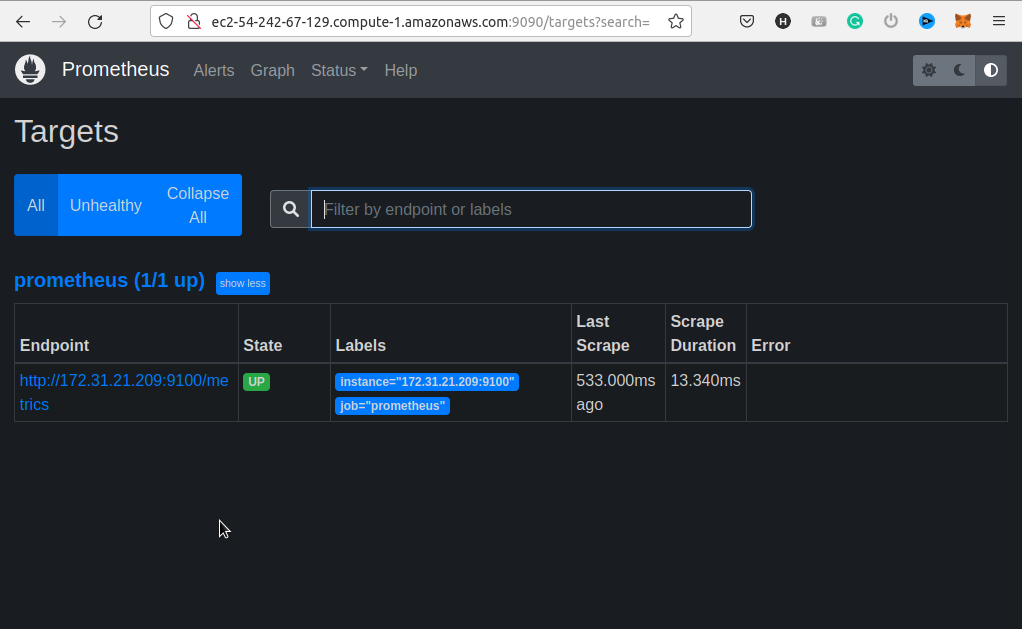 ec2-54-242-67-129.compute-1.amazonaws.com:9090/targets?search=
Prometheus Alerts Graph Status Help
Targets
All Unhealthy Collapse All
Filter by endpoint or labels
prometheus (1/1 up) show less
Endpoint State Labels Last Scrape Scrape Duration Error
http://172.31.21.209:9100/metrics UP instance="172.31.21.209:9100" job="prometheus" 533.000ms ago 13.340ms